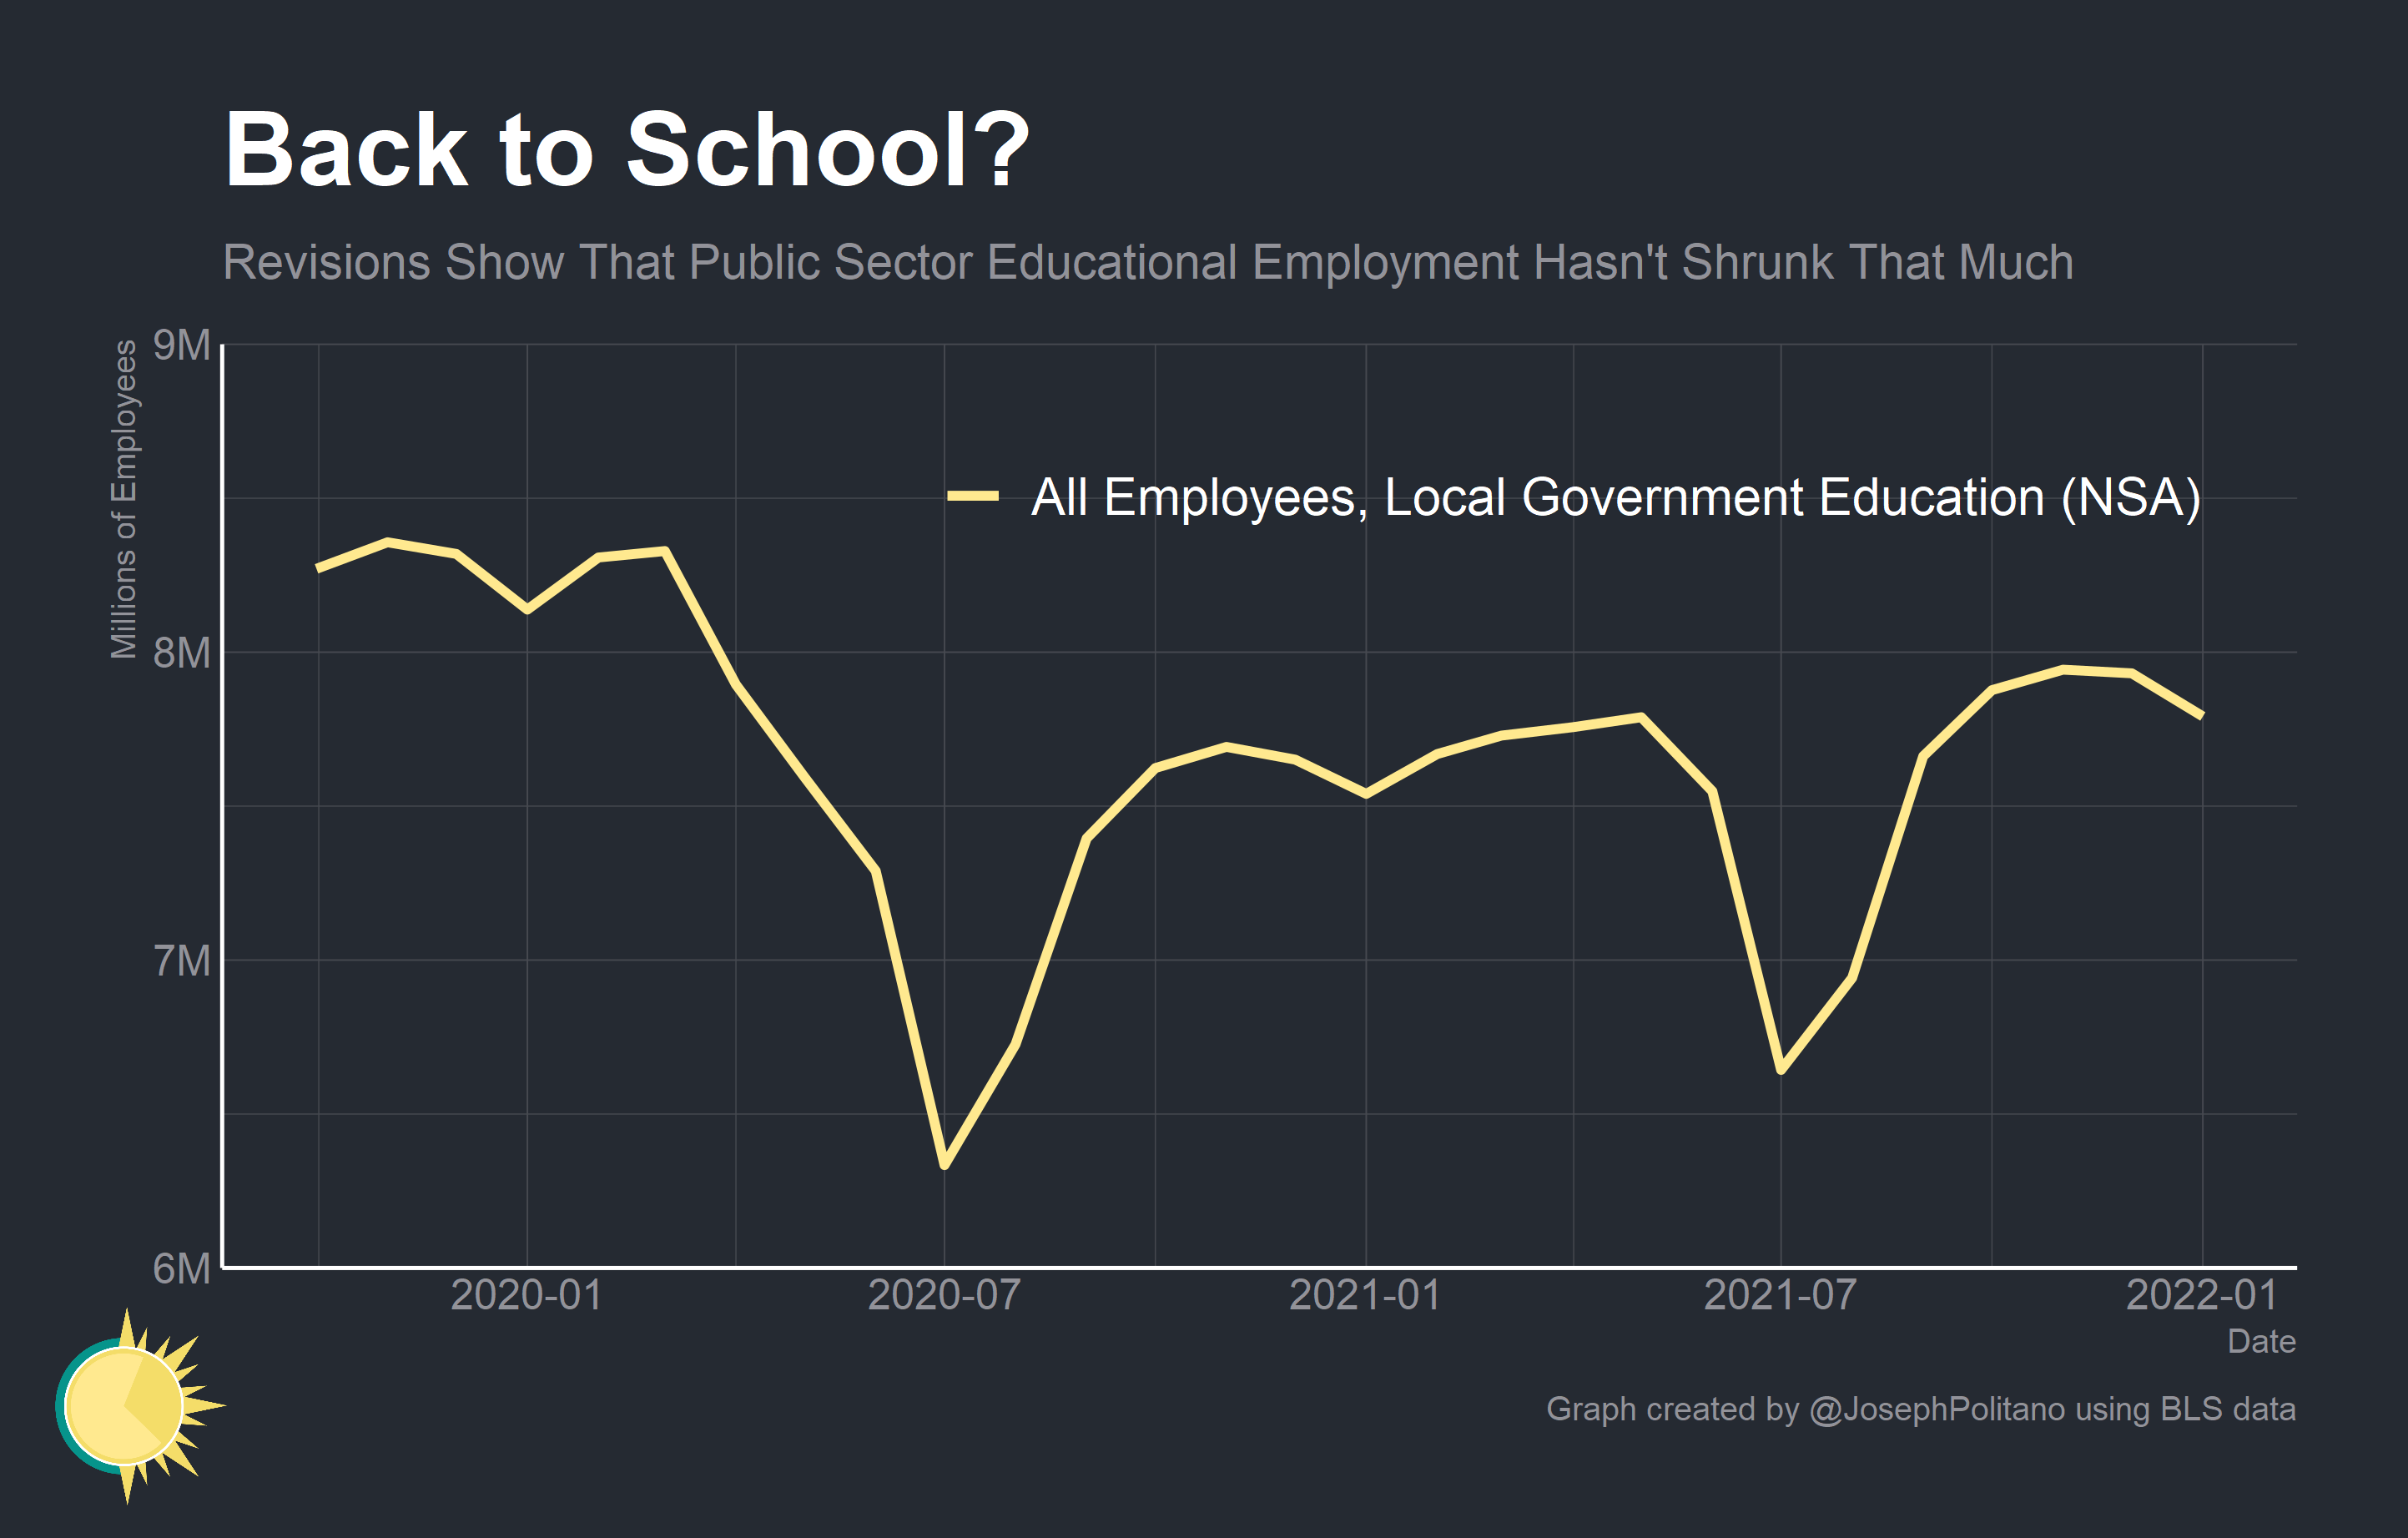 Back to School?
Revisions Show That Public Sector Educational Employment Hasn't Shrunk That Much
Millions of Employees
9M
8M
7M
6M
All Employees, Local Government Education (NSA)
2020-01
2020-07
2021-01
2021-07
2022-01
Date
Graph created by @JosephPolitano using BLS data